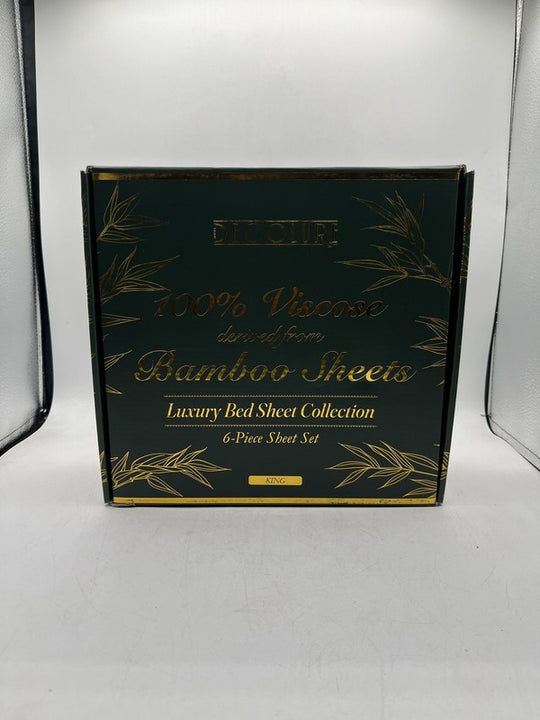 100% Viscose
derived from
Bamboo Sheets
Luxury Bed Sheet Collection
6-Piece Sheet Set
KING